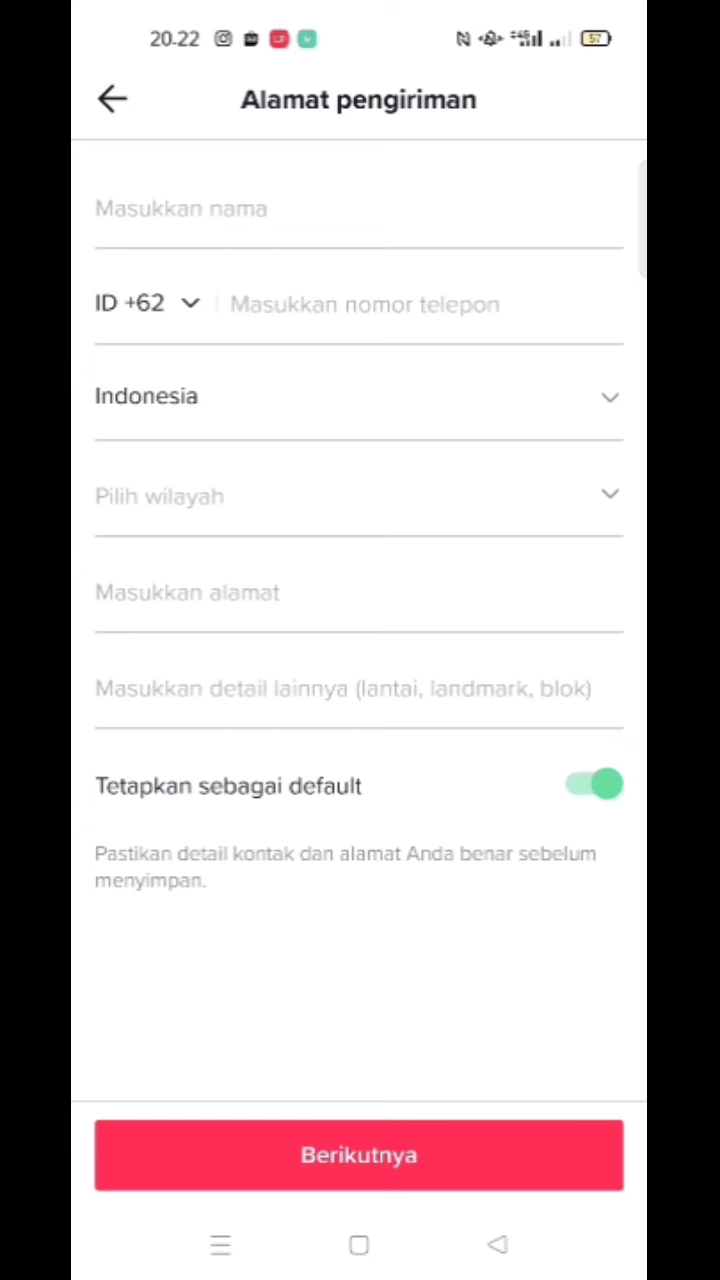 20.22
57
Alamat pengiriman
Masukkan nama
ID +62
Masukkan nomor telepon
Indonesia
Pilih wilayah
Masukkan alamat
Masukkan detail lainnya (lantai, landmark, blok)
Tetapkan sebagai default
Pastikan detail kontak dan alamat Anda benar sebelum
menyimpan.
Berikutnya